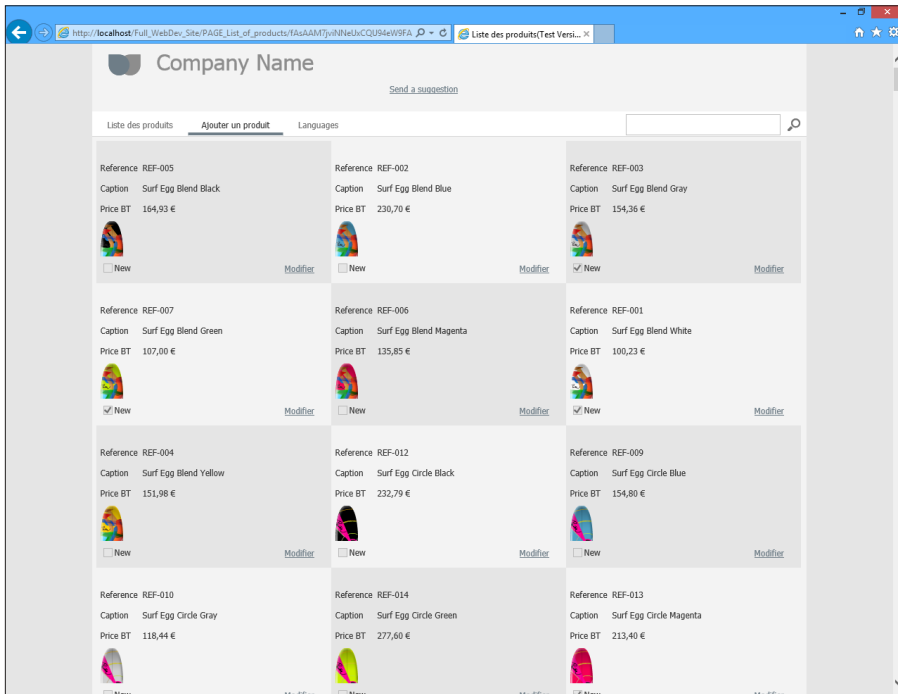 http://localhost/Full_WebDev_Site/PAGE_List_of_products/fAsAAM7jviNNeUxCQU94eW9FA
Liste des produits(Test Versi...
Company Name
Send a suggestion
Liste des produits Ajouter un produit Languages
Reference REF-005
Caption Surf Egg Blend Black
Price BT 164,93 €
New Modifier
Reference REF-002
Caption Surf Egg Blend Blue
Price BT 230,70 €
New Modifier
Reference REF-003
Caption Surf Egg Blend Gray
Price BT 154,36 €
New Modifier
Reference REF-007
Caption Surf Egg Blend Green
Price BT 107,00 €
New Modifier
Reference REF-006
Caption Surf Egg Blend Magenta
Price BT 135,85 €
New Modifier
Reference REF-001
Caption Surf Egg Blend White
Price BT 100,23 €
New Modifier
Reference REF-004
Caption Surf Egg Blend Yellow
Price BT 151,98 €
New Modifier
Reference REF-012
Caption Surf Egg Circle Black
Price BT 232,79 €
New Modifier
Reference REF-009
Caption Surf Egg Circle Blue
Price BT 154,80 €
New Modifier
Reference REF-010
Caption Surf Egg Circle Gray
Price BT 118,44 €
New Modifier
Reference REF-014
Caption Surf Egg Circle Green
Price BT 277,60 €
New Modifier
Reference REF-013
Caption Surf Egg Circle Magenta
Price BT 213,40 €
New Modifier